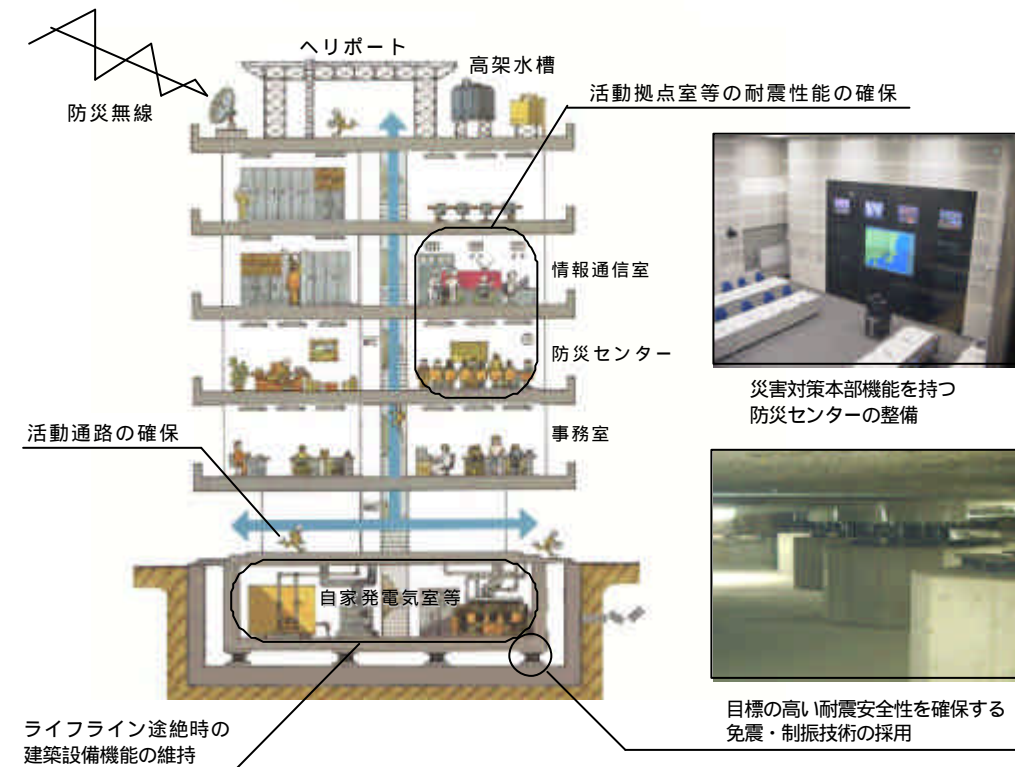 ヘリポート
高架水槽
防災無線
活動拠点室等の耐震性能の確保
情報通信室
防災センター
災害対策本部機能を持つ
防災センターの整備
活動通路の確保
事務室
自家発電気室等
目標の高い耐震安全性を確保する
免震・制振技術の採用
ライフライン途絶時の
建築設備機能の維持